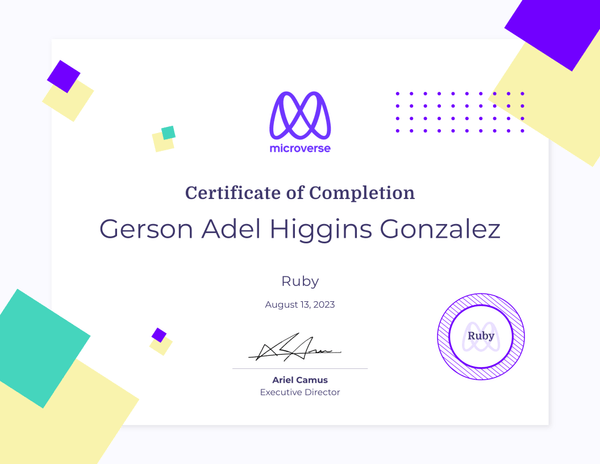 microverse
Certificate of Completion
Gerson Adel Higgins Gonzalez
Ruby
August 13, 2023
Ruby
Ariel Camus
Executive Director